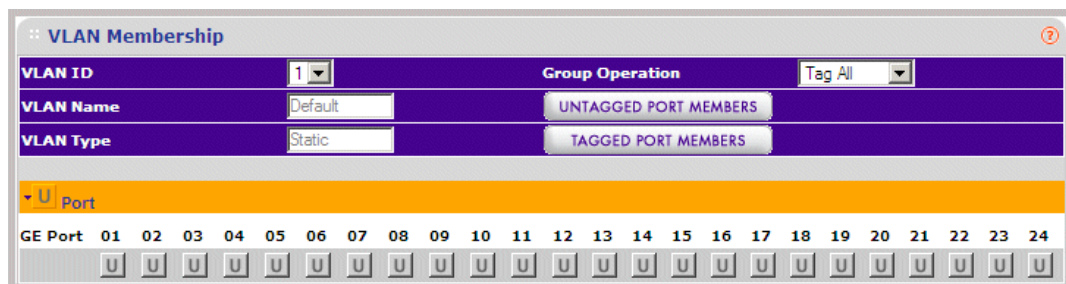 VLAN Membership ?
VLAN ID 1 Group Operation Tag All
VLAN Name Default UNTAGGED PORT MEMBERS
VLAN Type Static TAGGED PORT MEMBERS
U Port
GE Port 01 02 03 04 05 06 07 08 09 10 11 12 13 14 15 16 17 18 19 20 21 22 23 24
U U U U U U U U U U U U U U U U U U U U U U U U